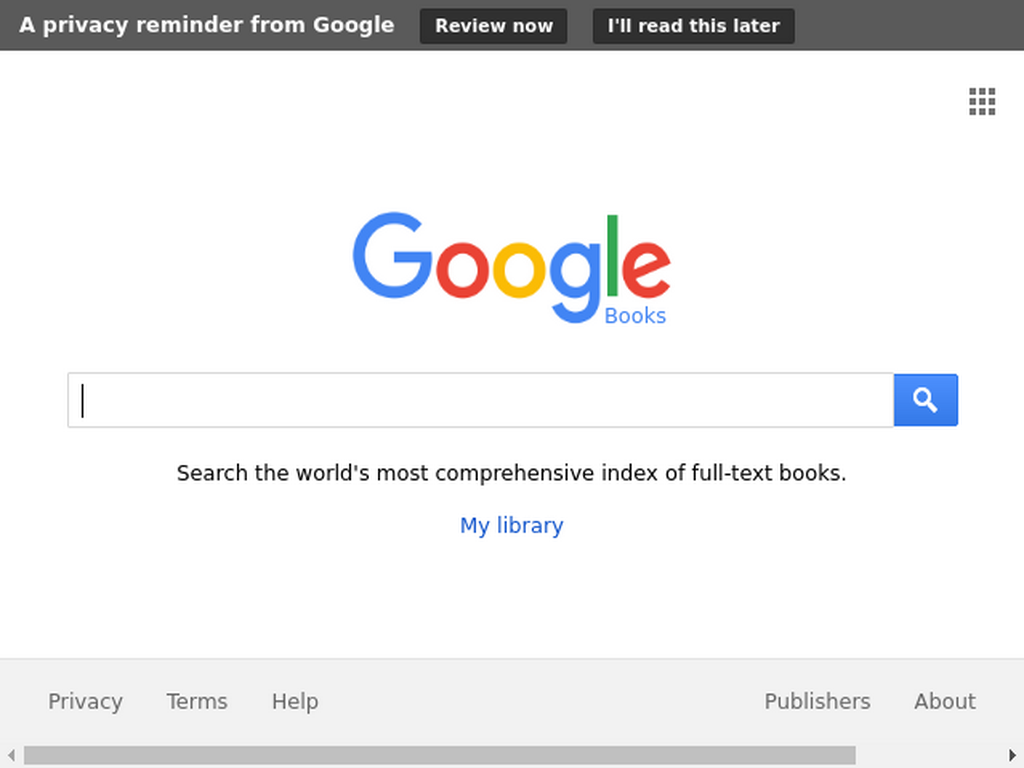 A privacy reminder from Google Review now I'll read this later
Google
Books
Search the world's most comprehensive index of full-text books.
My library
Privacy Terms Help Publishers About